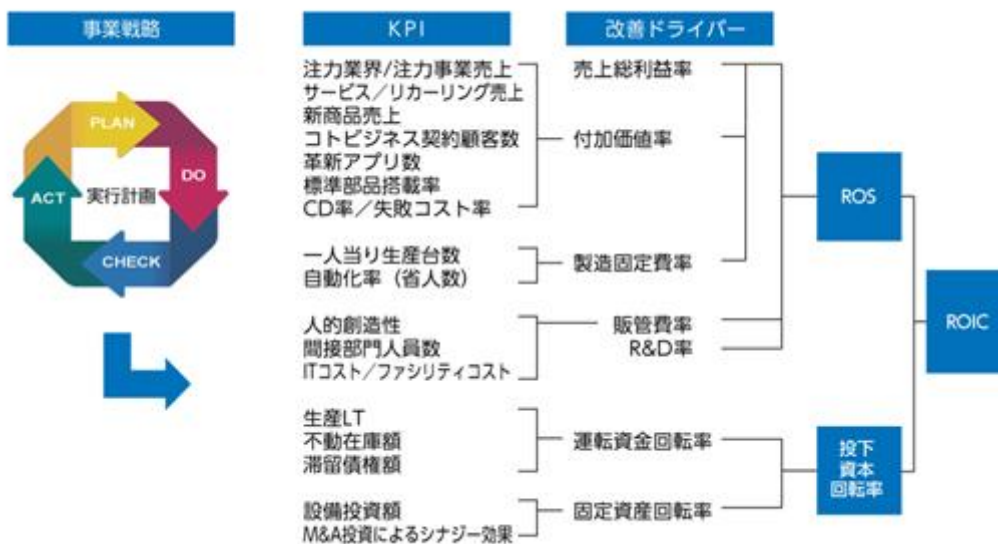 事業戦略
KPI
改善ドライバー
PLAN
DO
ACT
実行計画
CHECK
注力業界/注力事業売上
サービス／リカーリング売上
新商品売上
コトビジネス契約顧客数
革新アプリ数
標準部品搭載率
CD率／失敗コスト率
売上総利益率
付加価値率
一人当り生産台数
自動化率（省人数）
製造固定費率
人的創造性
間接部門人員数
ITコスト／ファシリティコスト
販管費率
R&D率
生産LT
不動在庫額
滞留債権額
運転資金回転率
設備投資額
M&A投資によるシナジー効果
固定資産回転率
ROS
投下
資本
回転率
ROIC